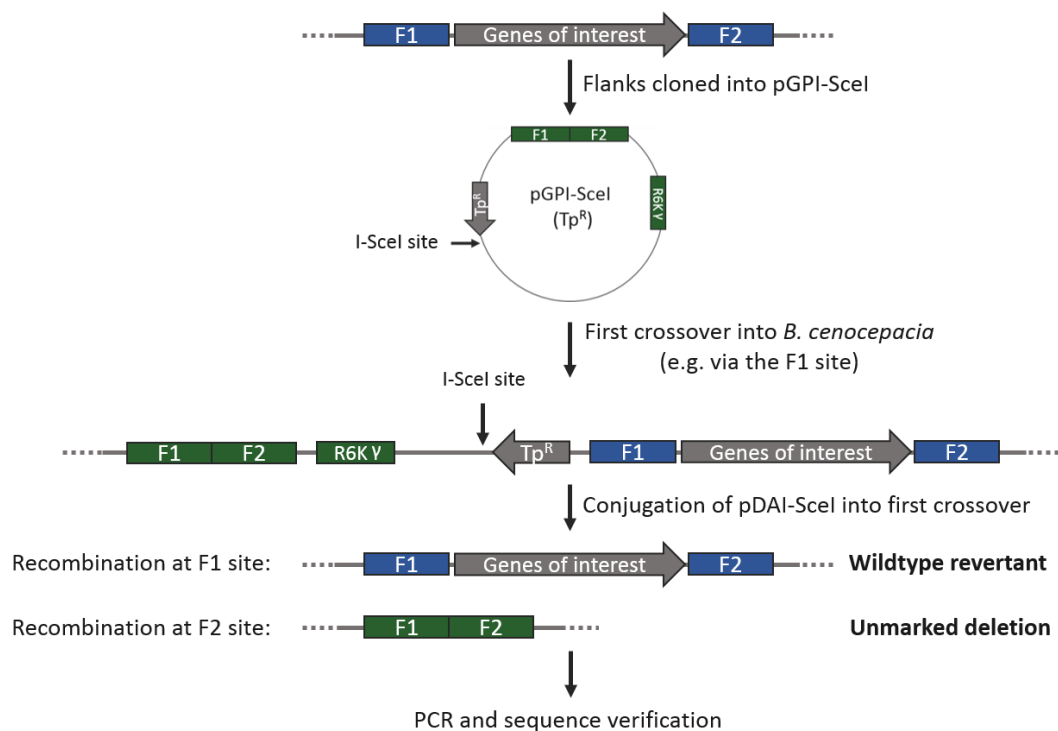 F1 Genes of interest F2
Flanks cloned into pGPI-SceI
F1 F2
Tp^R
pGPI-SceI
(Tp^R)
R6K γ
I-SceI site
First crossover into B. cenocepacia
(e.g. via the F1 site)
I-SceI site
F1 F2 R6K γ Tp^R F1 Genes of interest F2
Conjugation of pDAI-SceI into first crossover
Recombination at F1 site: F1 Genes of interest F2 Wildtype revertant
Recombination at F2 site: F1 F2 Unmarked deletion
PCR and sequence verification